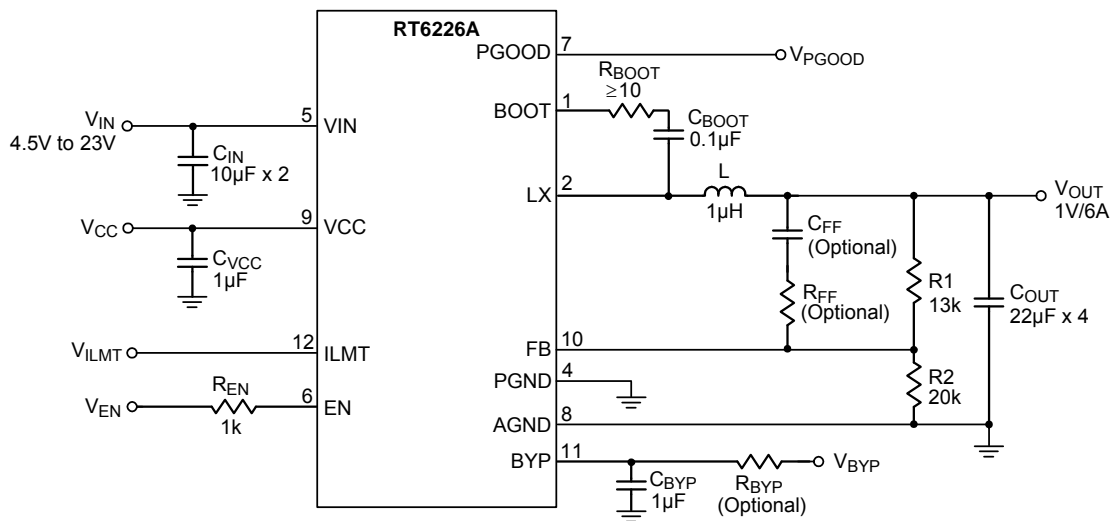 RT6226A
PGOOD
7
VPGOOD
RBOOT
≥10
BOOT
1
CBOOT
0.1µF
VIN
4.5V to 23V
5
VIN
CIN
10µF x 2
LX
2
L
1µH
VOUT
1V/6A
VCC
9
VCC
CVCC
1µF
CFF
(Optional)
RFF
(Optional)
R1
13k
COUT
22µF x 4
VILMT
12
ILMT
FB
10
PGND
4
R2
20k
VEN
REN
1k
6
EN
AGND
8
BYP
11
CBYP
1µF
RBYP
(Optional)
VBYP